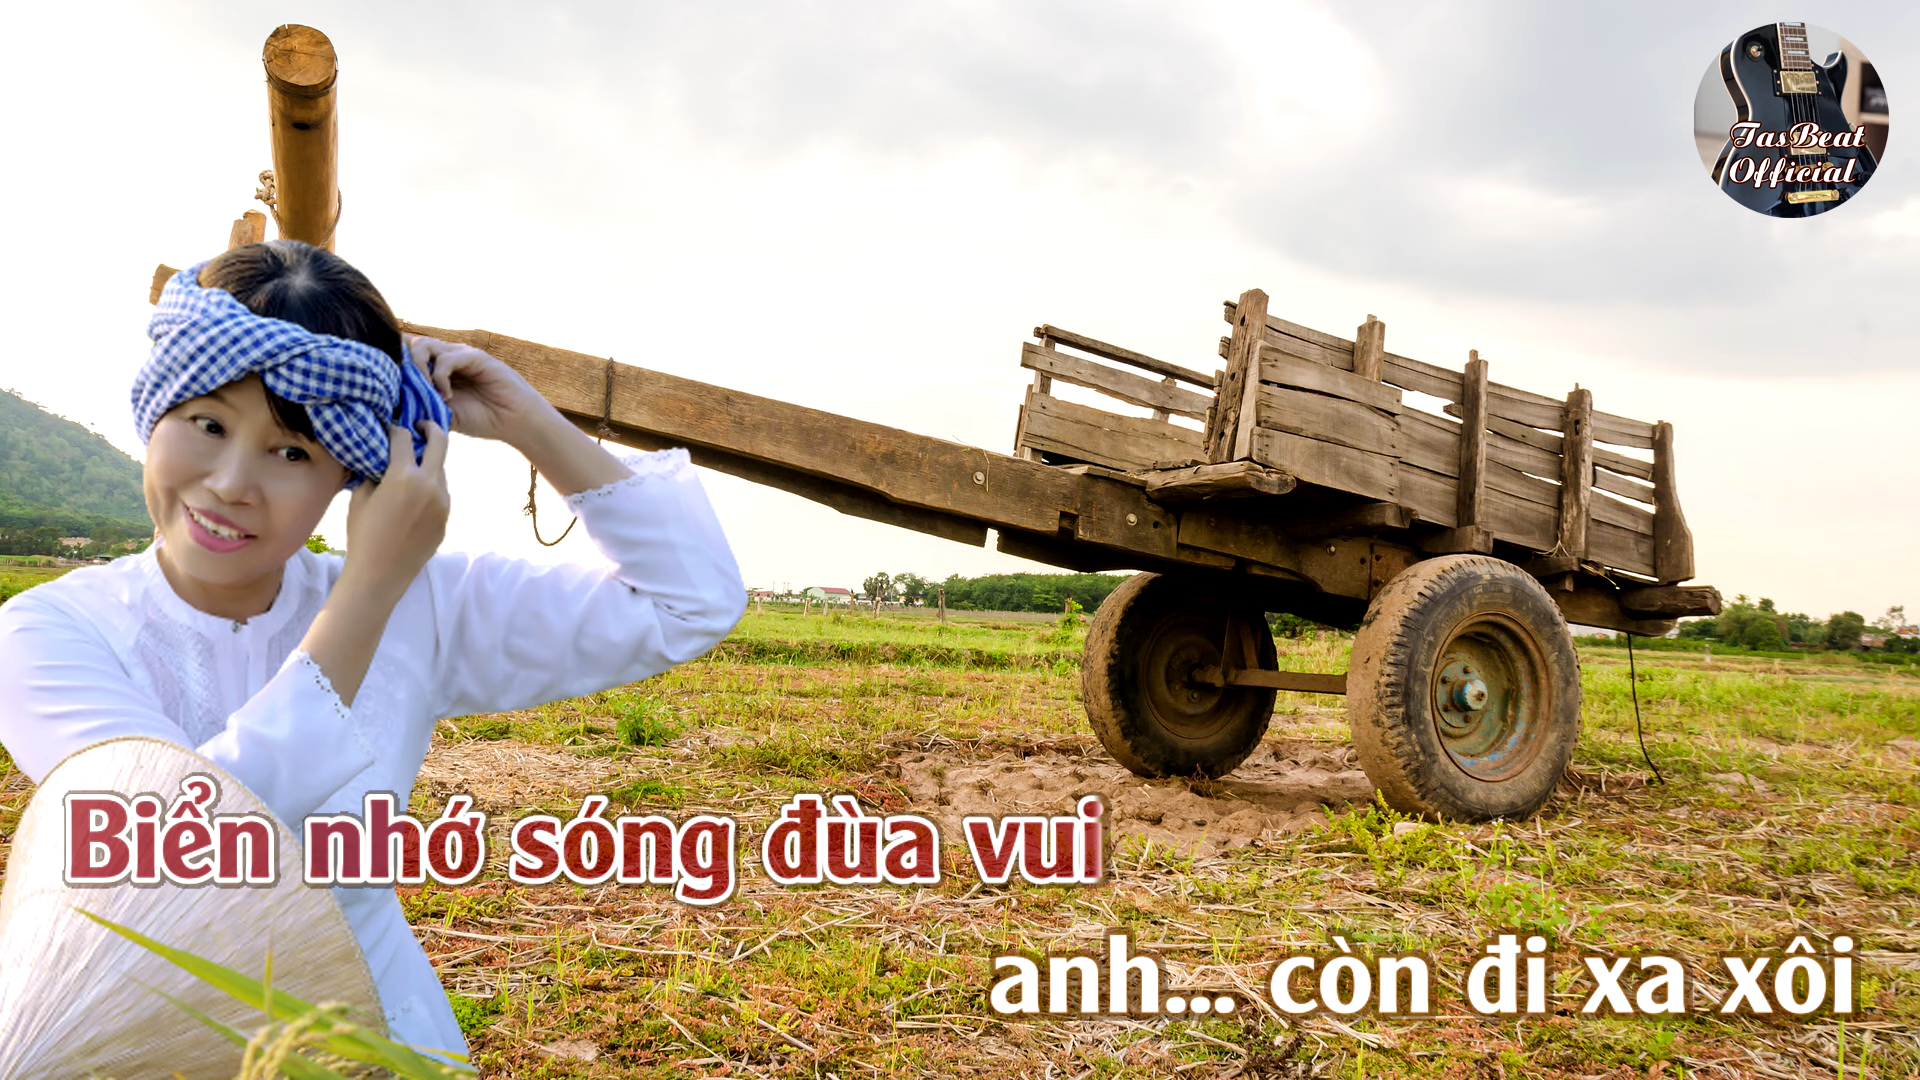 TasBeat
Official
Biển nhớ sóng đùa vui
anh... còn đi xa xôi